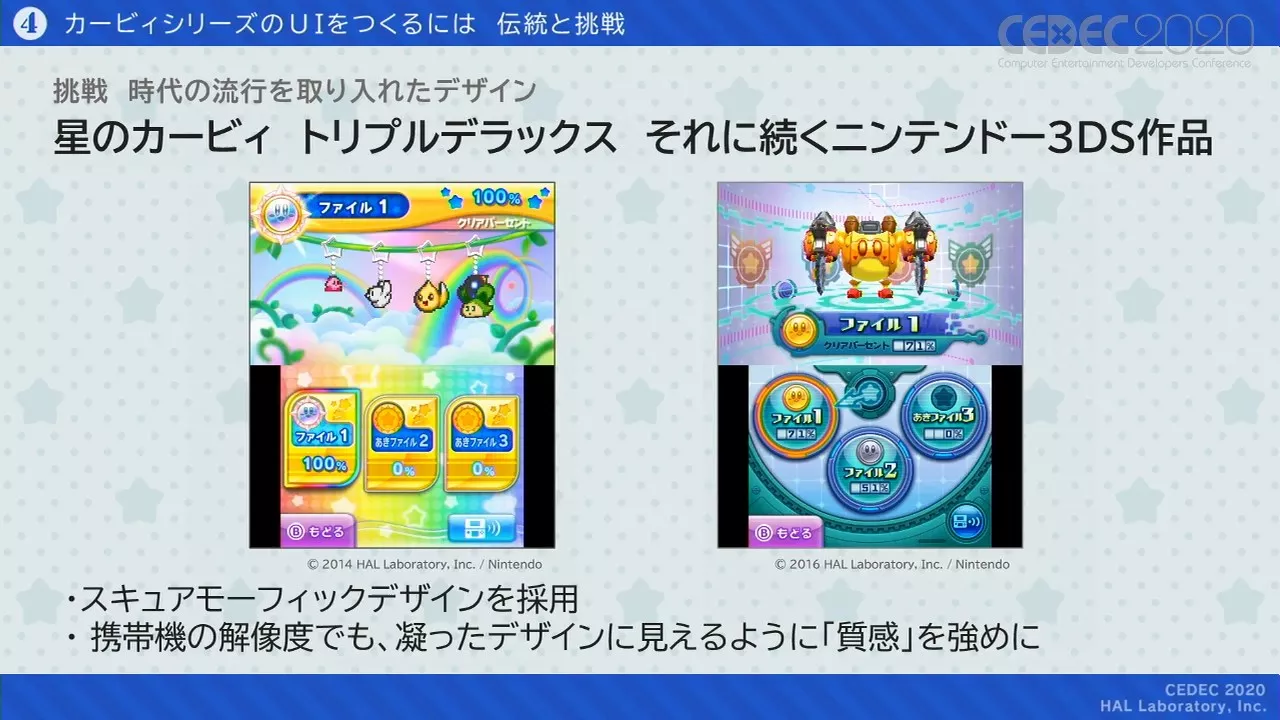 4 カービィシリーズのUIをつくるには 伝統と挑戦
CEDEC 2020
Computer Entertainment Developers Conference
挑戦 時代の流行を取り入れたデザイン
星のカービィ トリプルデラックス それに続くニンテンドー3DS作品
ファイル 1
100%
クリアパーセント
ファイル 1
100%
あきファイル 2
0%
あきファイル 3
0%
Ⓑ もどる
ファイル 1
クリアパーセント 71%
ファイル1
71%
ファイル2
51%
あきファイル3
0%
Ⓑ もどる
© 2014 HAL Laboratory, Inc. / Nintendo
© 2016 HAL Laboratory, Inc. / Nintendo
・スキュアモーフィックデザインを採用
・ 携帯機の解像度でも、凝ったデザインに見えるように「質感」を強めに
CEDEC 2020
HAL Laboratory, Inc.